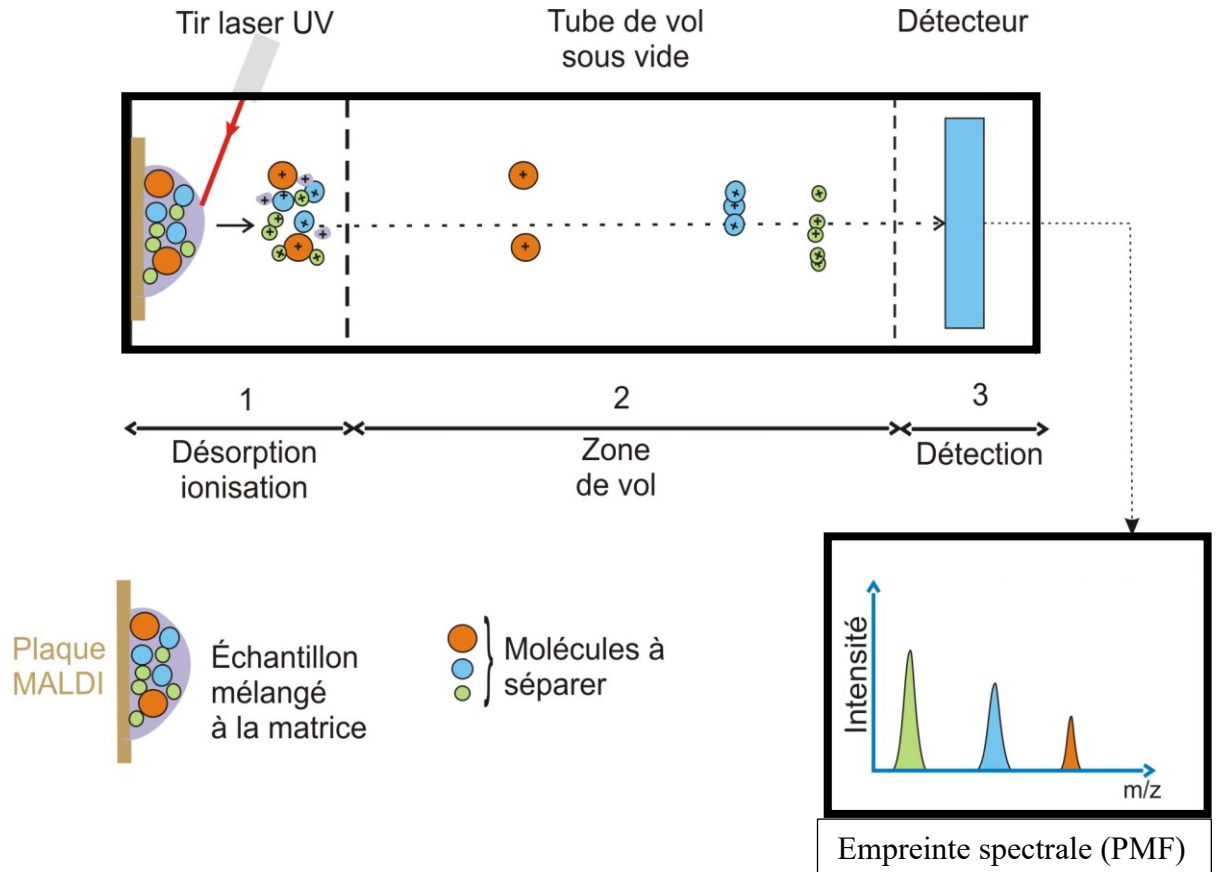 Tir laser UV
Tube de vol
sous vide
Détecteur
1
2
3
Désorption
ionisation
Zone
de vol
Détection
Plaque
MALDI
Échantillon
mélangé
à la matrice
Molécules à
séparer
Intensité
m/z
Empreinte spectrale (PMF)